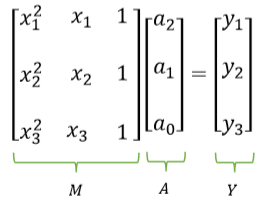 x₁² x₁ 1 a₂ y₁
x₂² x₂ 1 a₁ = y₂
x₃² x₃ 1 a₀ y₃
M A Y